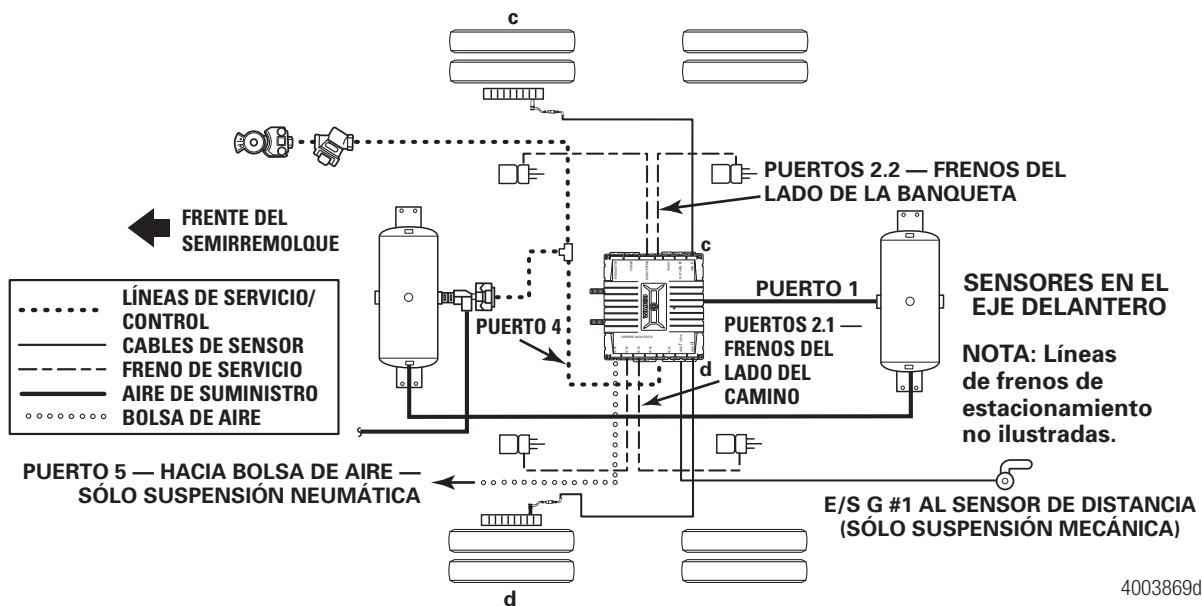 c
PUERTOS 2.2 — FRENOS DEL
LADO DE LA BANQUETA
FRENTE DEL
SEMIRREMOLQUE
c
LÍNEAS DE SERVICIO/
CONTROL
CABLES DE SENSOR
FRENO DE SERVICIO
AIRE DE SUMINISTRO
BOLSA DE AIRE
PUERTO 4
PUERTO 1
PUERTOS 2.1 —
FRENOS DEL
LADO DEL
CAMINO
d
SENSORES EN EL
EJE DELANTERO
NOTA: Líneas
de frenos de
estacionamiento
no ilustradas.
PUERTO 5 — HACIA BOLSA DE AIRE —
SÓLO SUSPENSIÓN NEUMÁTICA
E/S G #1 AL SENSOR DE DISTANCIA
(SÓLO SUSPENSIÓN MECÁNICA)
d
4003869d